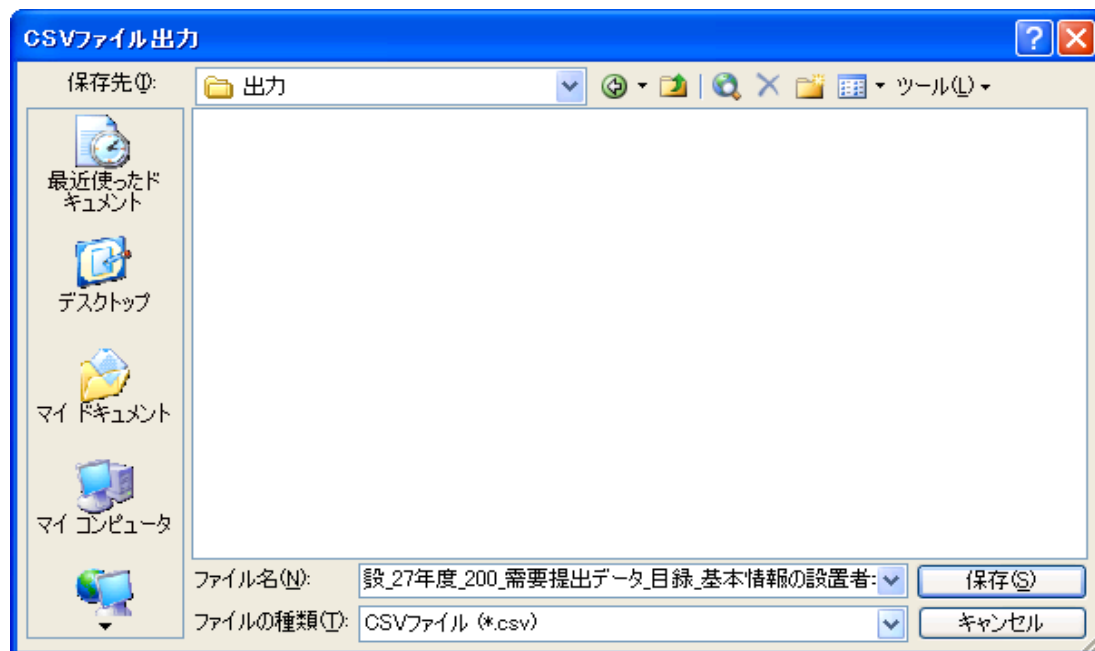 CSVファイル出力
保存先(I):
出力
ツール(L)
最近使ったド
キュメント
デスクトップ
マイ ドキュメント
マイ コンピュータ
ファイル名(N):
設_27年度_200_需要提出データ_目録_基本情報の設置者:
保存(S)
ファイルの種類(T):
CSVファイル (*.csv)
キャンセル